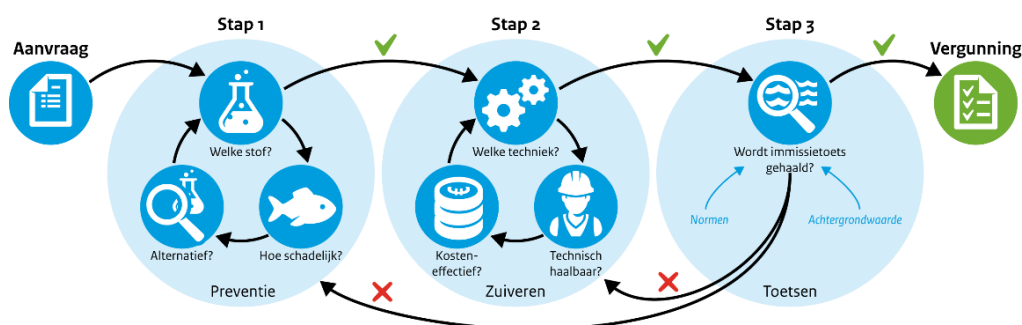 Aanvraag
Stap 1
Welke stof?
Alternatief?
Hoe schadelijk?
Preventie
Stap 2
Welke techniek?
Kosten-
effectief?
Technisch
haalbaar?
Zuiveren
Stap 3
Wordt immissietoets
gehaald?
Normen
Achtergrondwaarde
Toetsen
Vergunning